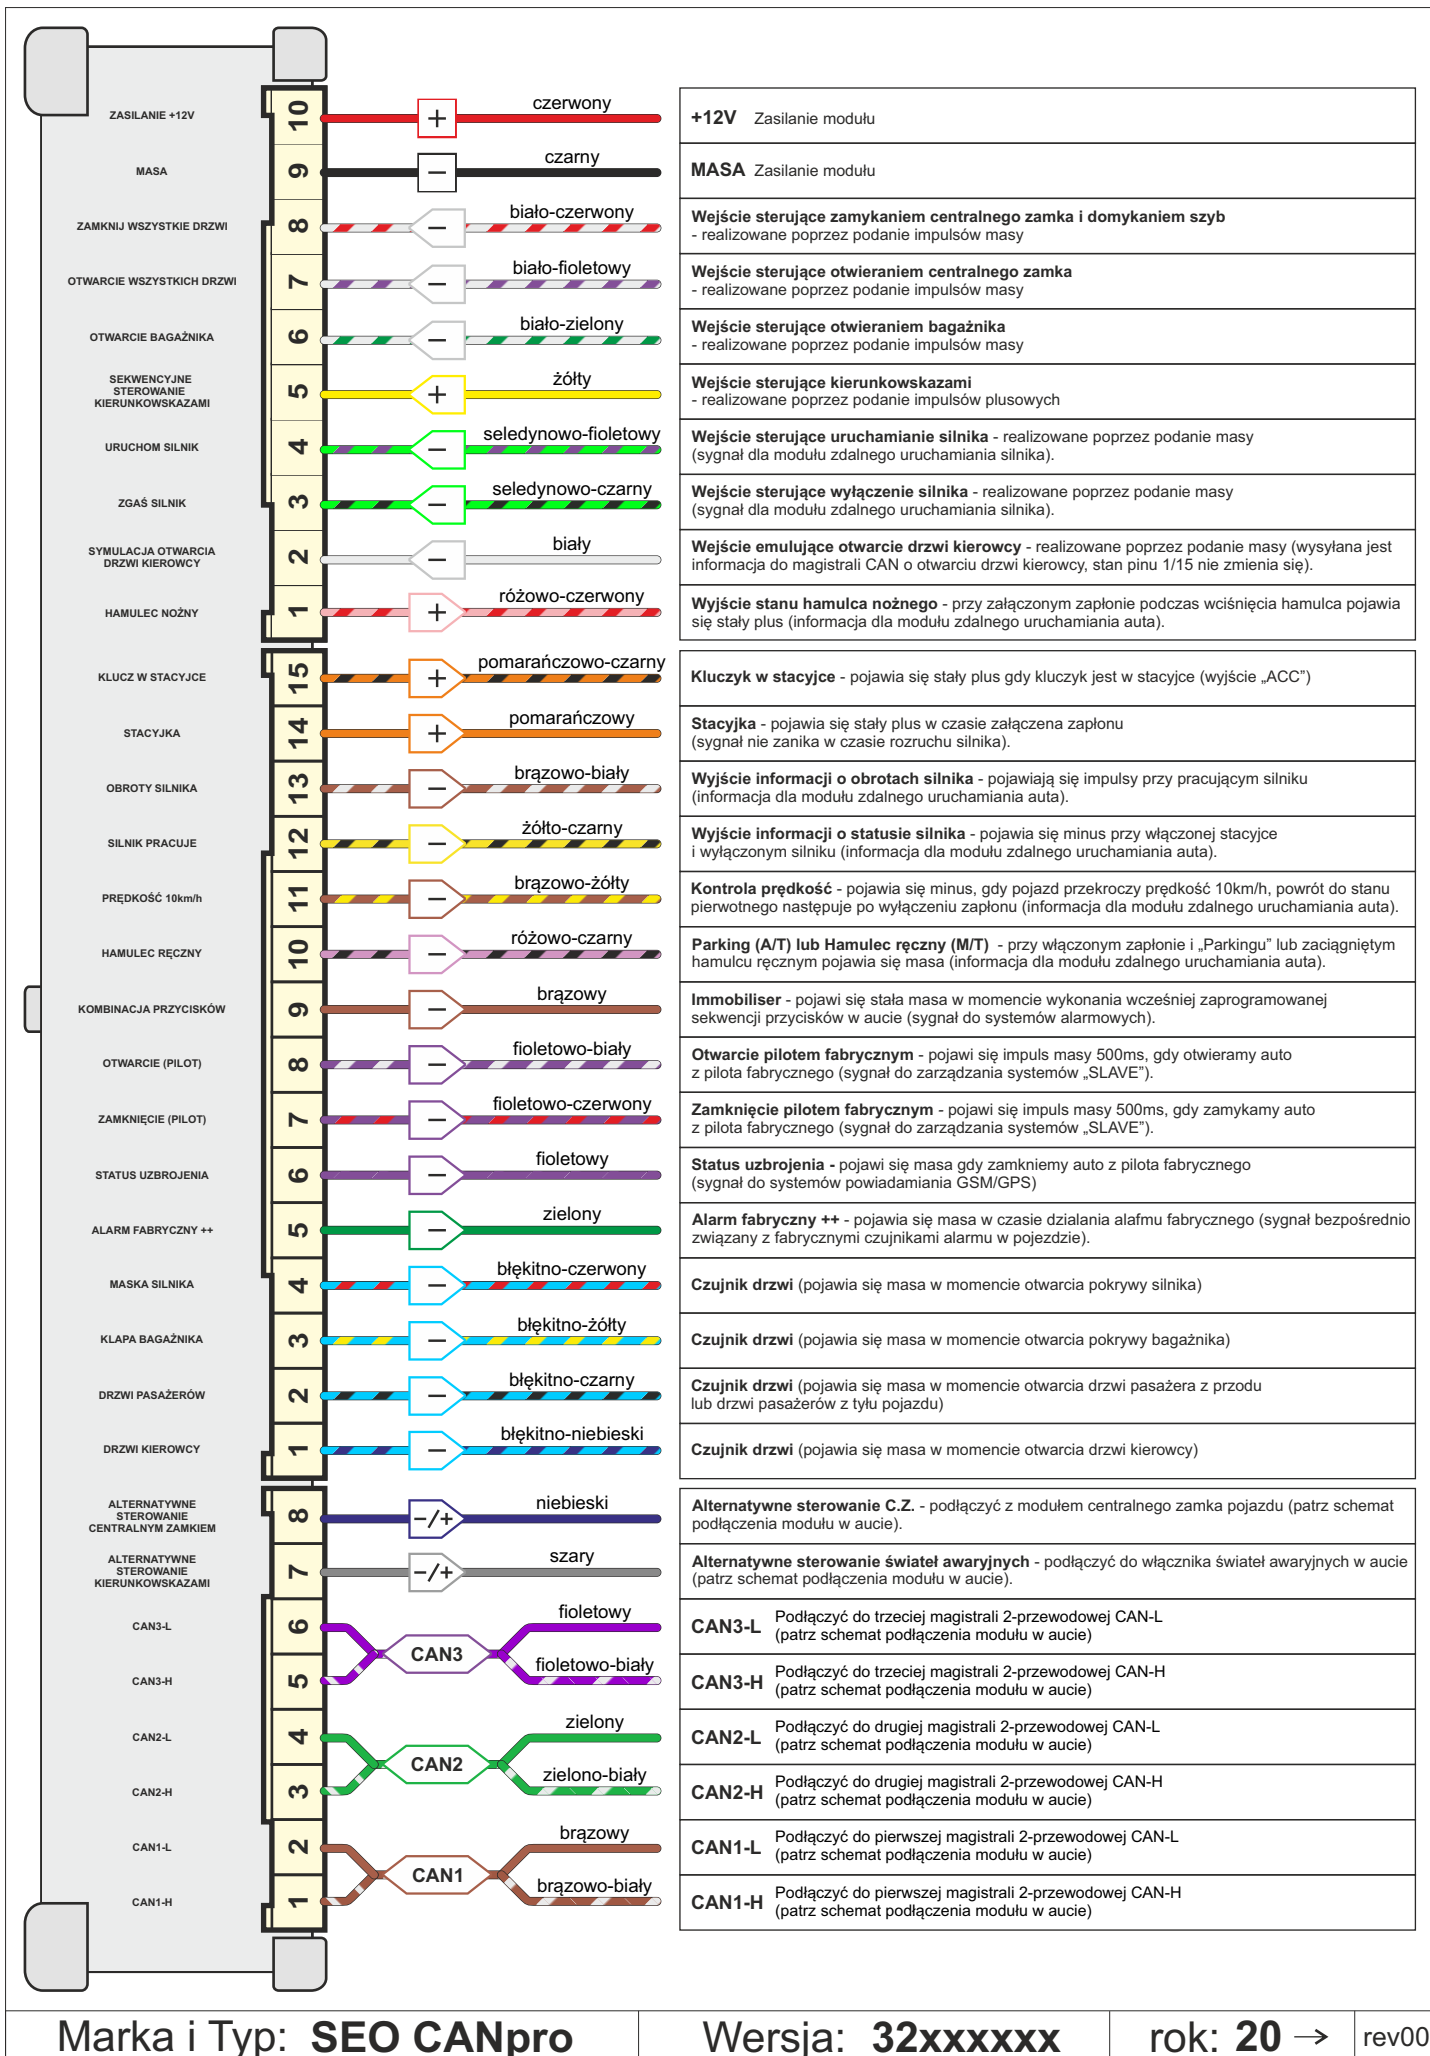 ZASILANIE +12V
10
+
czerwony
+12V Zasilanie modułu
MASA
9
−
czarny
MASA Zasilanie modułu
ZAMKNIJ WSZYSTKIE DRZWI
8
−
biało-czerwony
Wejście sterujące zamykaniem centralnego zamka i domykaniem szyb
- realizowane poprzez podanie impulsów masy
OTWARCIE WSZYSTKICH DRZWI
7
−
biało-fioletowy
Wejście sterujące otwieraniem centralnego zamka
- realizowane poprzez podanie impulsów masy
OTWARCIE BAGAŻNIKA
6
−
biało-zielony
Wejście sterujące otwieraniem bagażnika
- realizowane poprzez podanie impulsów masy
SEKWENCYJNE
STEROWANIE
KIERUNKOWSKAZAMI
5
+
żółty
Wejście sterujące kierunkowskazami
- realizowane poprzez podanie impulsów plusowych
URUCHOM SILNIK
4
−
seledynowo-fioletowy
Wejście sterujące uruchamianie silnika - realizowane poprzez podanie masy
(sygnał dla modułu zdalnego uruchamiania silnika).
ZGAŚ SILNIK
3
−
seledynowo-czarny
Wejście sterujące wyłączenie silnika - realizowane poprzez podanie masy
(sygnał dla modułu zdalnego uruchamiania silnika).
SYMULACJA OTWARCIA
DRZWI KIEROWCY
2
−
biały
Wejście emulujące otwarcie drzwi kierowcy - realizowane poprzez podanie masy (wysyłana jest
informacja do magistrali CAN o otwarciu drzwi kierowcy, stan pinu 1/15 nie zmienia się).
HAMULEC NOŻNY
1
+
różowo-czerwony
Wyjście stanu hamulca nożnego - przy załączonym zapłonie podczas wciśnięcia hamulca pojawia
się stały plus (informacja dla modułu zdalnego uruchamiania auta).
KLUCZ W STACYJCE
15
+
pomarańczowo-czarny
Kluczyk w stacyjce - pojawia się stały plus gdy kluczyk jest w stacyjce (wyjście „ACC”)
STACYJKA
14
+
pomarańczowy
Stacyjka - pojawia się stały plus w czasie załączena zapłonu
(sygnał nie zanika w czasie rozruchu silnika).
OBROTY SILNIKA
13
−
brązowo-biały
Wyjście informacji o obrotach silnika - pojawiają się impulsy przy pracującym silniku
(informacja dla modułu zdalnego uruchamiania auta).
SILNIK PRACUJE
12
−
żółto-czarny
Wyjście informacji o statusie silnika - pojawia się minus przy włączonej stacyjce
i wyłączonym silniku (informacja dla modułu zdalnego uruchamiania auta).
PRĘDKOŚĆ 10km/h
11
−
brązowo-żółty
Kontrola prędkość - pojawia się minus, gdy pojazd przekroczy prędkość 10km/h, powrót do stanu
pierwotnego następuje po wyłączeniu zapłonu (informacja dla modułu zdalnego uruchamiania auta).
HAMULEC RĘCZNY
10
−
różowo-czarny
Parking (A/T) lub Hamulec ręczny (M/T) - przy włączonym zapłonie i „Parkingu” lub zaciągniętym
hamulcu ręcznym pojawia się masa (informacja dla modułu zdalnego uruchamiania auta).
KOMBINACJA PRZYCISKÓW
9
−
brązowy
Immobiliser - pojawi się stała masa w momencie wykonania wcześniej zaprogramowanej
sekwencji przycisków w aucie (sygnał do systemów alarmowych).
OTWARCIE (PILOT)
8
−
fioletowo-biały
Otwarcie pilotem fabrycznym - pojawi się impuls masy 500ms, gdy otwieramy auto
z pilota fabrycznego (sygnał do zarządzania systemów „SLAVE”).
ZAMKNIĘCIE (PILOT)
7
−
fioletowo-czerwony
Zamknięcie pilotem fabrycznym - pojawi się impuls masy 500ms, gdy zamykamy auto
z pilota fabrycznego (sygnał do zarządzania systemów „SLAVE”).
STATUS UZBROJENIA
6
−
fioletowy
Status uzbrojenia - pojawi się masa gdy zamkniemy auto z pilota fabrycznego
(sygnał do systemów powiadamiania GSM/GPS)
ALARM FABRYCZNY ++
5
−
zielony
Alarm fabryczny ++ - pojawia się masa w czasie dzialania alafmu fabrycznego (sygnał bezpośrednio
związany z fabrycznymi czujnikami alarmu w pojezdzie).
MASKA SILNIKA
4
−
błękitno-czerwony
Czujnik drzwi (pojawia się masa w momencie otwarcia pokrywy silnika)
KLAPA BAGAŻNIKA
3
−
błękitno-żółty
Czujnik drzwi (pojawia się masa w momencie otwarcia pokrywy bagażnika)
DRZWI PASAŻERÓW
2
−
błękitno-czarny
Czujnik drzwi (pojawia się masa w momencie otwarcia drzwi pasażera z przodu
lub drzwi pasażerów z tyłu pojazdu)
DRZWI KIEROWCY
1
−
błękitno-niebieski
Czujnik drzwi (pojawia się masa w momencie otwarcia drzwi kierowcy)
ALTERNATYWNE
STEROWANIE
CENTRALNYM ZAMKIEM
8
−/+
niebieski
Alternatywne sterowanie C.Z. - podłączyć z modułem centralnego zamka pojazdu (patrz schemat
podłączenia modułu w aucie).
ALTERNATYWNE
STEROWANIE
KIERUNKOWSKAZAMI
7
−/+
szary
Alternatywne sterowanie świateł awaryjnych - podłączyć do włącznika świateł awaryjnych w aucie
(patrz schemat podłączenia modułu w aucie).
CAN3-L
6
fioletowy
CAN3-L Podłączyć do trzeciej magistrali 2-przewodowej CAN-L
(patrz schemat podłączenia modułu w aucie)
CAN3
CAN3-H
5
fioletowo-biały
CAN3-H Podłączyć do trzeciej magistrali 2-przewodowej CAN-H
(patrz schemat podłączenia modułu w aucie)
CAN2-L
4
zielony
CAN2-L Podłączyć do drugiej magistrali 2-przewodowej CAN-L
(patrz schemat podłączenia modułu w aucie)
CAN2
CAN2-H
3
zielono-biały
CAN2-H Podłączyć do drugiej magistrali 2-przewodowej CAN-H
(patrz schemat podłączenia modułu w aucie)
CAN1-L
2
brązowy
CAN1-L Podłączyć do pierwszej magistrali 2-przewodowej CAN-L
(patrz schemat podłączenia modułu w aucie)
CAN1
CAN1-H
1
brązowo-biały
CAN1-H Podłączyć do pierwszej magistrali 2-przewodowej CAN-H
(patrz schemat podłączenia modułu w aucie)
Marka i Typ: SEO CANpro
Wersja: 32xxxxxx
rok: 20 →
rev00